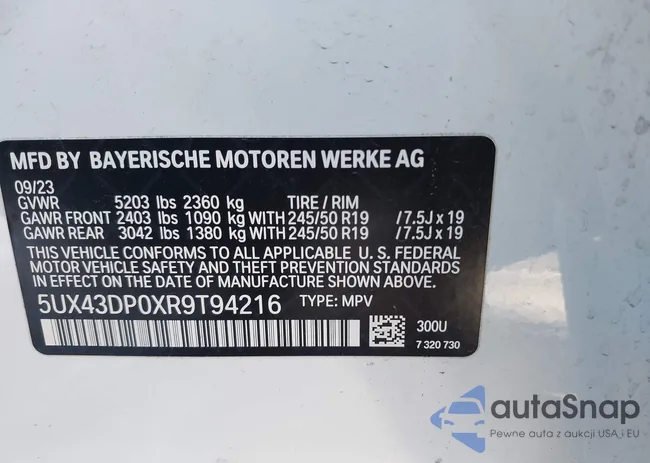 MFD BY BAYERISCHE MOTOREN WERKE AG
09/23
GVWR 5203 lbs 2360 kg TIRE / RIM
GAWR FRONT 2403 lbs 1090 kg WITH 245/50 R19 /7.5J x 19
GAWR REAR 3042 lbs 1380 kg WITH 245/50 R19 /7.5J x 19
THIS VEHICLE CONFORMS TO ALL APPLICABLE U. S. FEDERAL
MOTOR VEHICLE SAFETY AND THEFT PREVENTION STANDARDS
IN EFFECT ON THE DATE OF MANUFACTURE SHOWN ABOVE.
5UX43DP0XR9T94216 TYPE: MPV
300U
7 320 730
autaSnap
Pewne auta z aukcji USA i EU